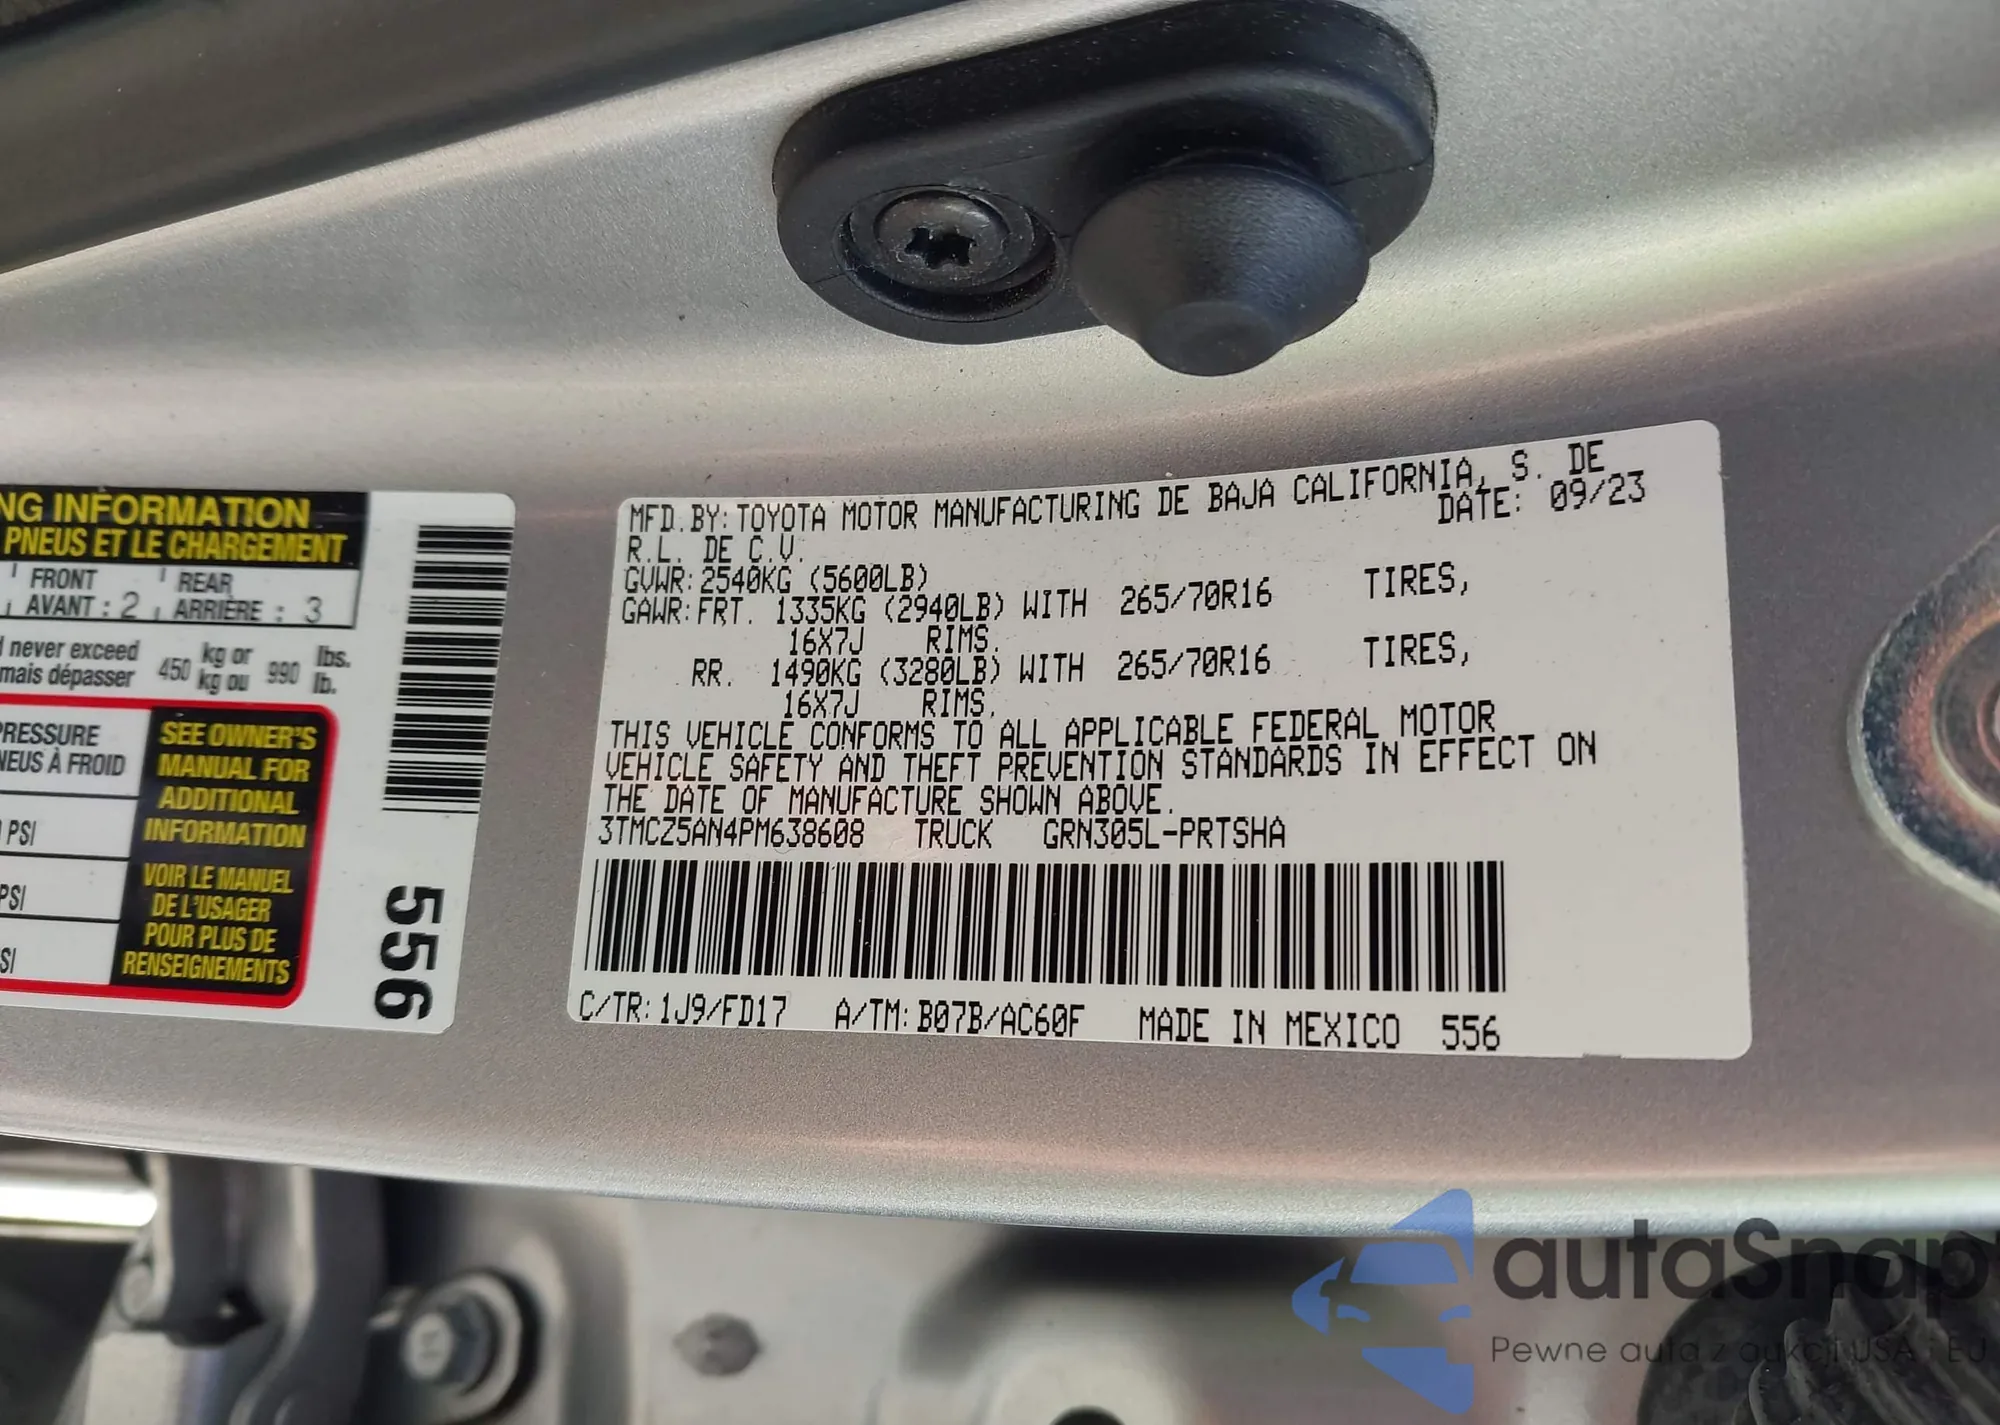 NG INFORMATION
PNEUS ET LE CHARGEMENT
FRONT REAR
AVANT : 2 ARRIÈRE : 3
never exceed kg or lbs.
mais dépasser 450 kg ou 990 lb.
PRESSURE
NEUS À FROID
PSI
PSI
SI
SEE OWNER'S
MANUAL FOR
ADDITIONAL
INFORMATION
VOIR LE MANUEL
DE L'USAGER
POUR PLUS DE
RENSEIGNEMENTS
556
MFD. BY: TOYOTA MOTOR MANUFACTURING DE BAJA CALIFORNIA, S. DE
R.L. DE C.V. DATE: 09/23
GVWR: 2540KG (5600LB)
GAWR: FRT. 1335KG (2940LB) WITH 265/70R16 TIRES,
16X7J RIMS.
RR. 1490KG (3280LB) WITH 265/70R16 TIRES,
16X7J RIMS,
THIS VEHICLE CONFORMS TO ALL APPLICABLE FEDERAL MOTOR
VEHICLE SAFETY AND THEFT PREVENTION STANDARDS IN EFFECT ON
THE DATE OF MANUFACTURE SHOWN ABOVE.
3TMCZ5AN4PM638608 TRUCK GRN305L-PRTSHA
C/TR: 1J9/FD17 A/TM: B07B/AC60F MADE IN MEXICO 556
autaSnap
Pewne auta z aukcji USA i EU